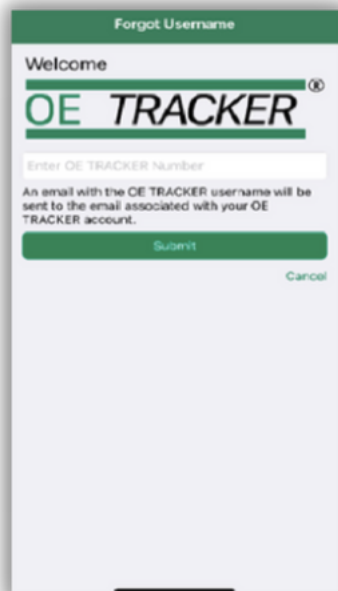 Forgot Username
Welcome
OE TRACKER®
Enter OE TRACKER Number
An email with the OE TRACKER username will be
sent to the email associated with your OE
TRACKER account.
Submit
Cancel